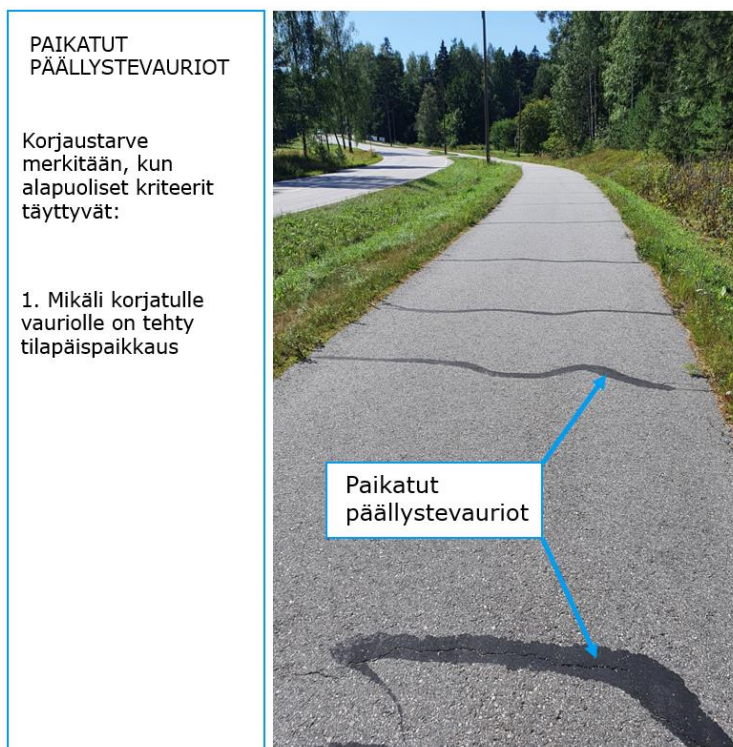 PAIKATUT
PÄÄLLYSTEVAURIOT
Korjaustarve
merkitään, kun
alapuoliset kriteerit
täyttyvät:
1. Mikäli korjatulle
vauriolle on tehty
tilapäispaikkaus
Paikatut
päällystevauriot